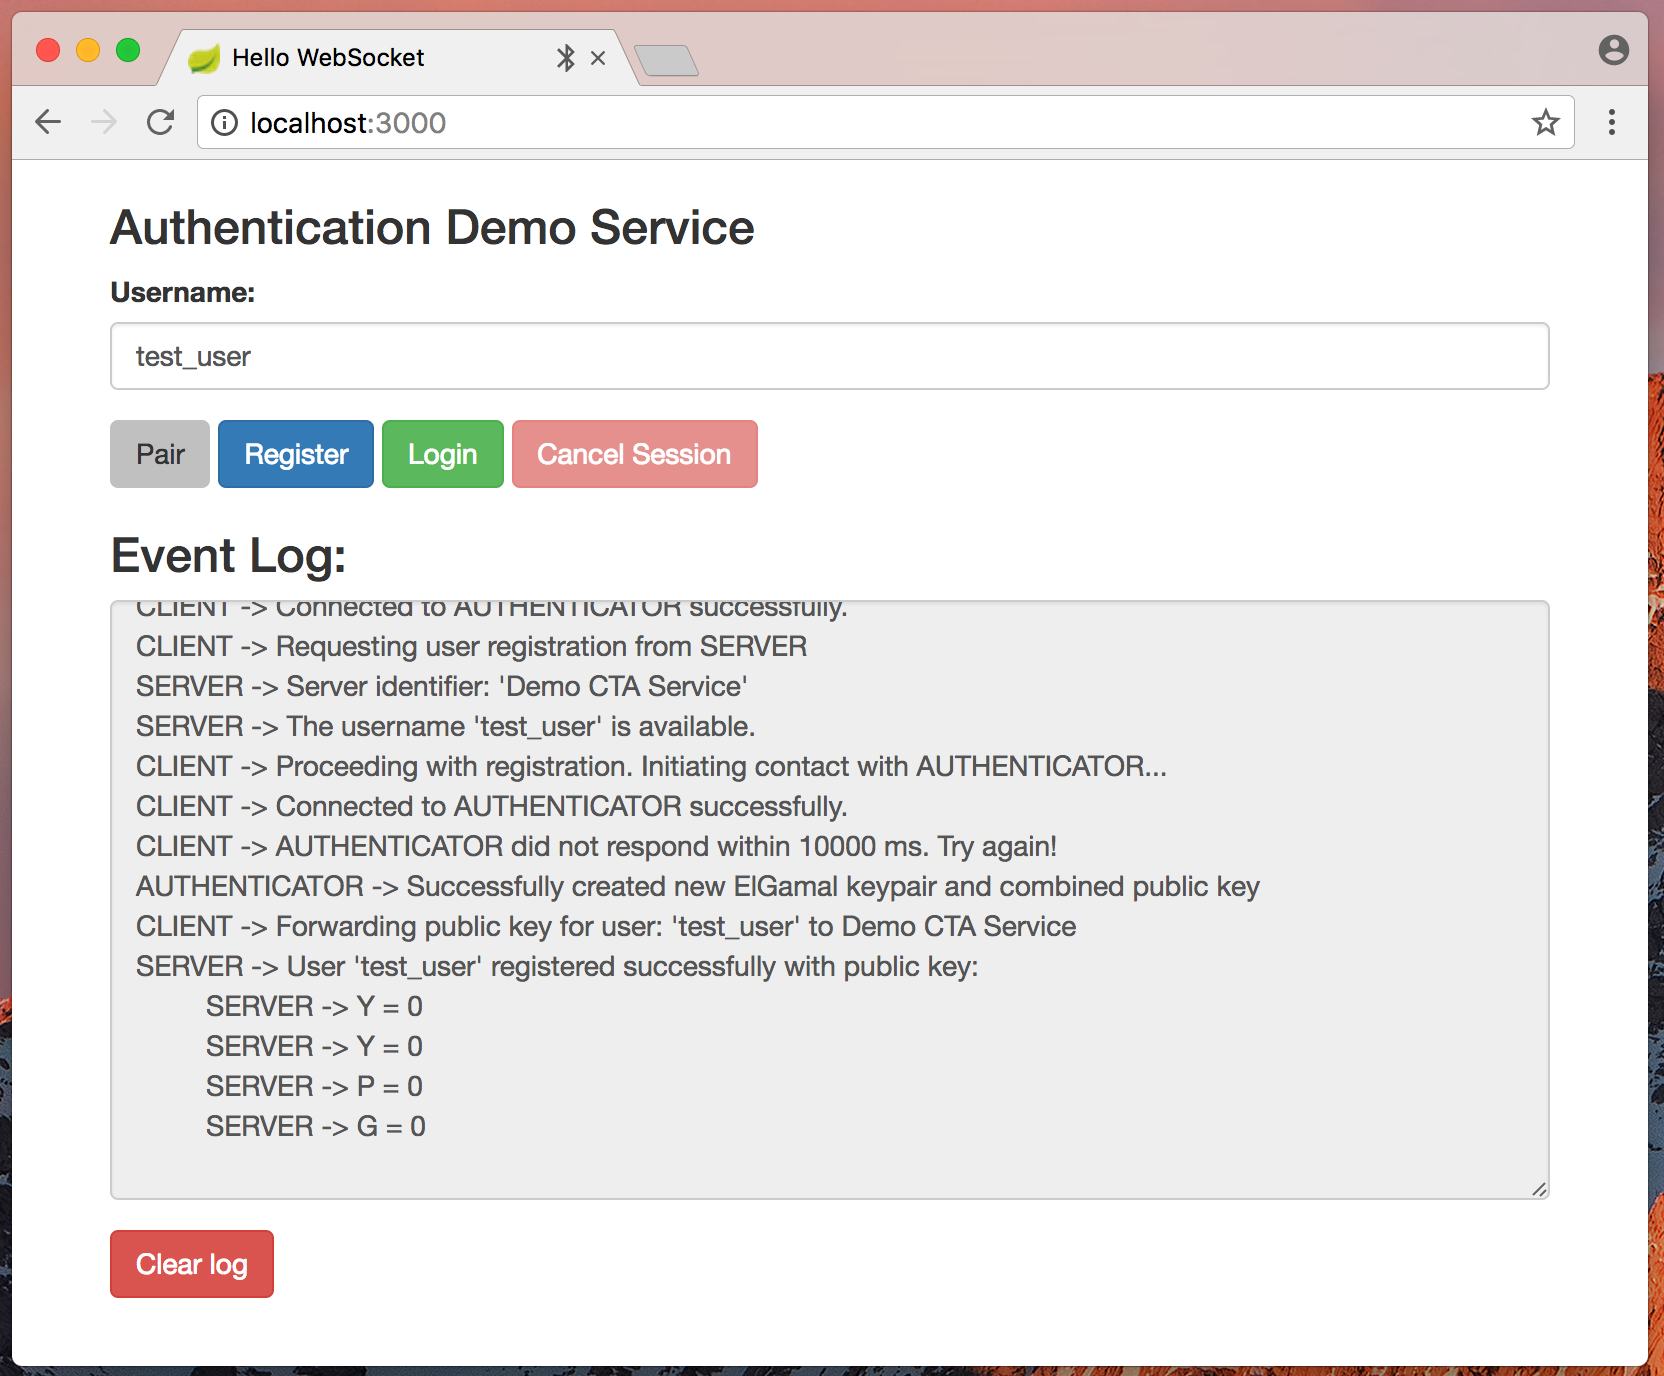 Hello WebSocket
localhost:3000
Authentication Demo Service
Username:
test_user
Pair Register Login Cancel Session
Event Log:
CLIENT -> Connected to AUTHENTICATOR successfully.
CLIENT -> Requesting user registration from SERVER
SERVER -> Server identifier: 'Demo CTA Service'
SERVER -> The username 'test_user' is available.
CLIENT -> Proceeding with registration. Initiating contact with AUTHENTICATOR...
CLIENT -> Connected to AUTHENTICATOR successfully.
CLIENT -> AUTHENTICATOR did not respond within 10000 ms. Try again!
AUTHENTICATOR -> Successfully created new ElGamal keypair and combined public key
CLIENT -> Forwarding public key for user: 'test_user' to Demo CTA Service
SERVER -> User 'test_user' registered successfully with public key:
SERVER -> Y = 0
SERVER -> Y = 0
SERVER -> P = 0
SERVER -> G = 0
Clear log